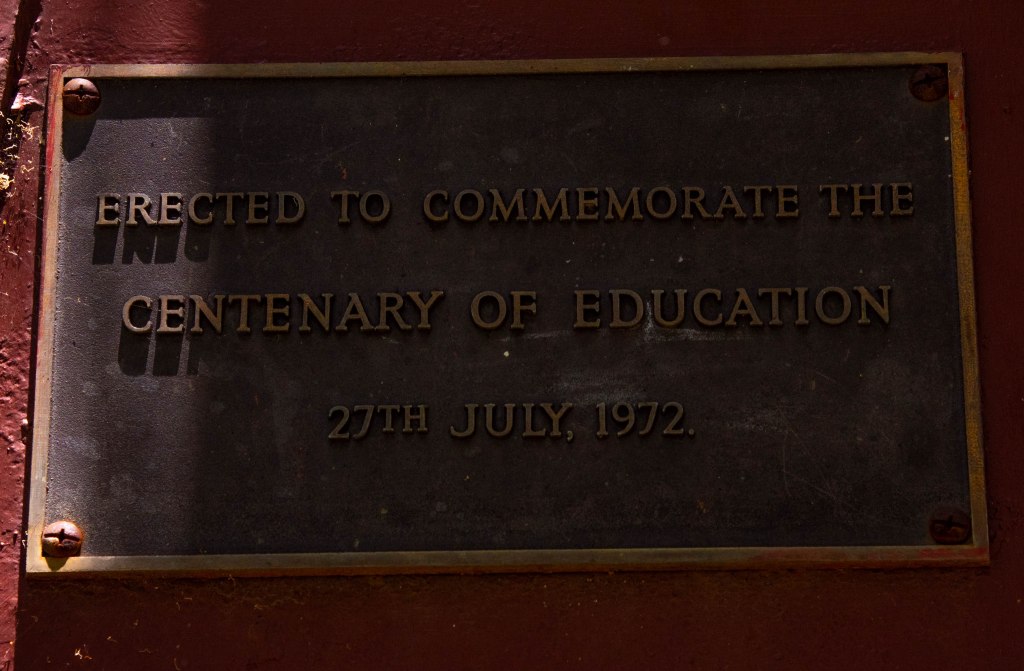 ERECTED TO COMMEMORATE THE
CENTENARY OF EDUCATION
27TH JULY, 1972.